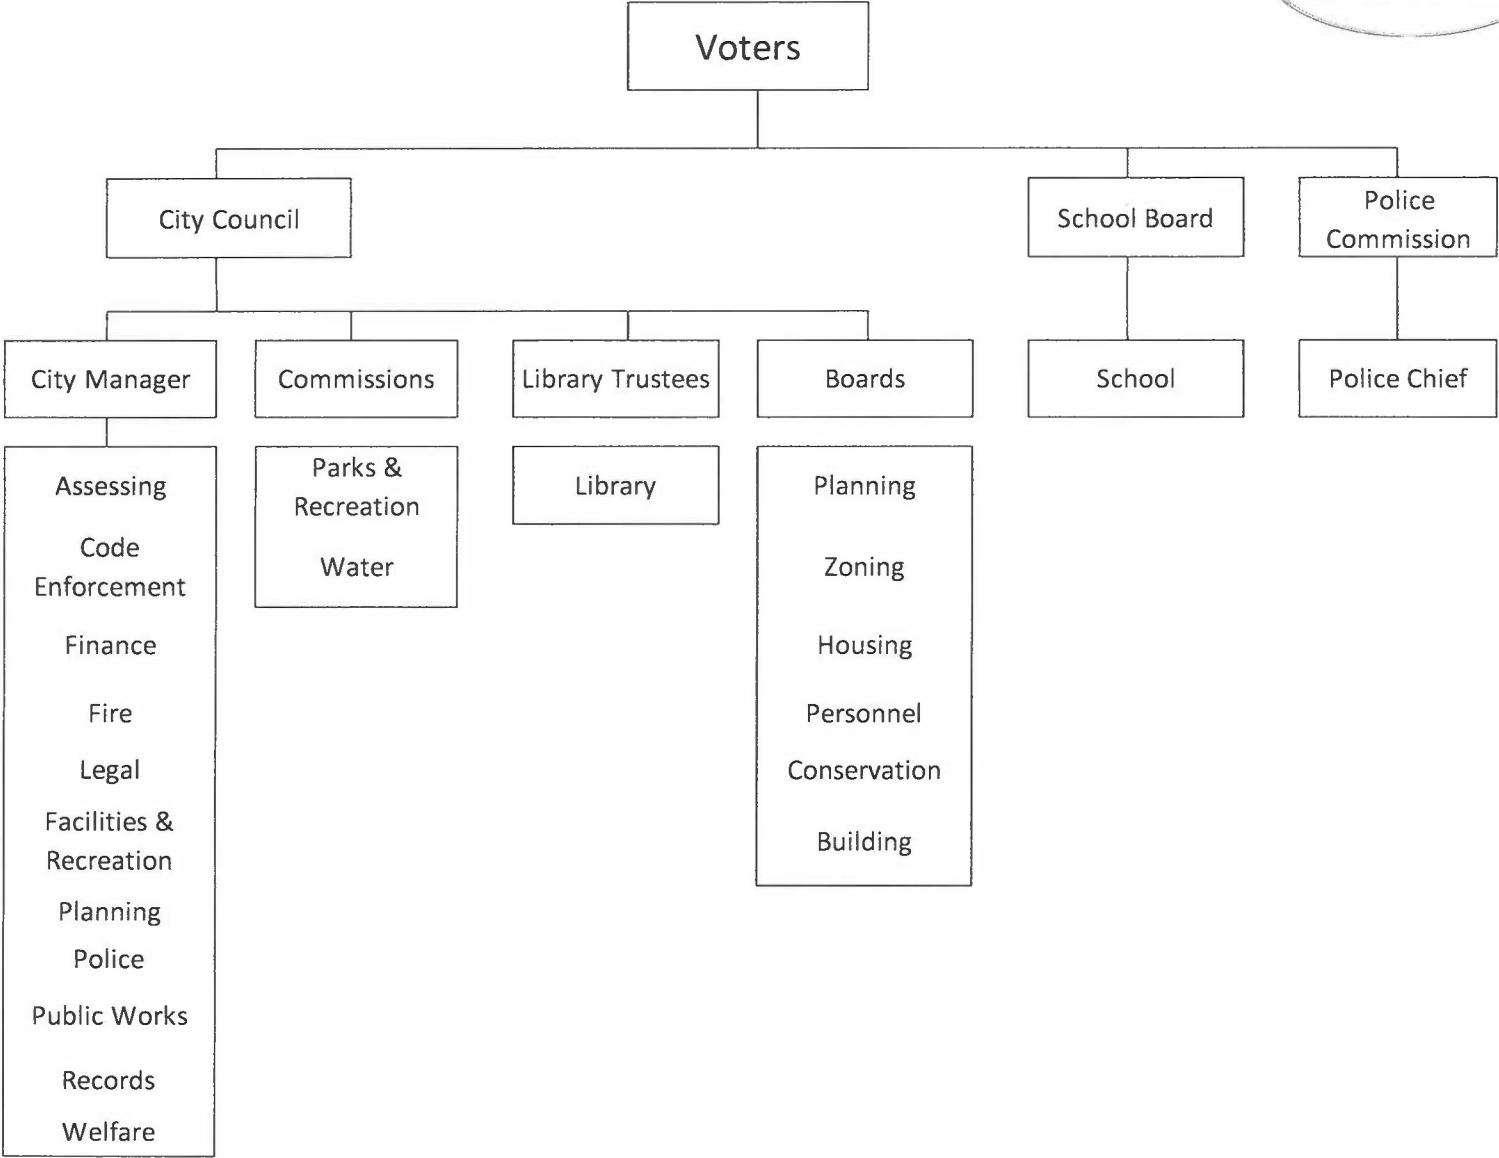 Voters
City Council
School Board
Police
Commission
City Manager
Commissions
Library Trustees
Boards
School
Police Chief
Assessing
Code
Enforcement
Finance
Fire
Legal
Facilities &
Recreation
Planning
Police
Public Works
Records
Welfare
Parks &
Recreation
Water
Library
Planning
Zoning
Housing
Personnel
Conservation
Building